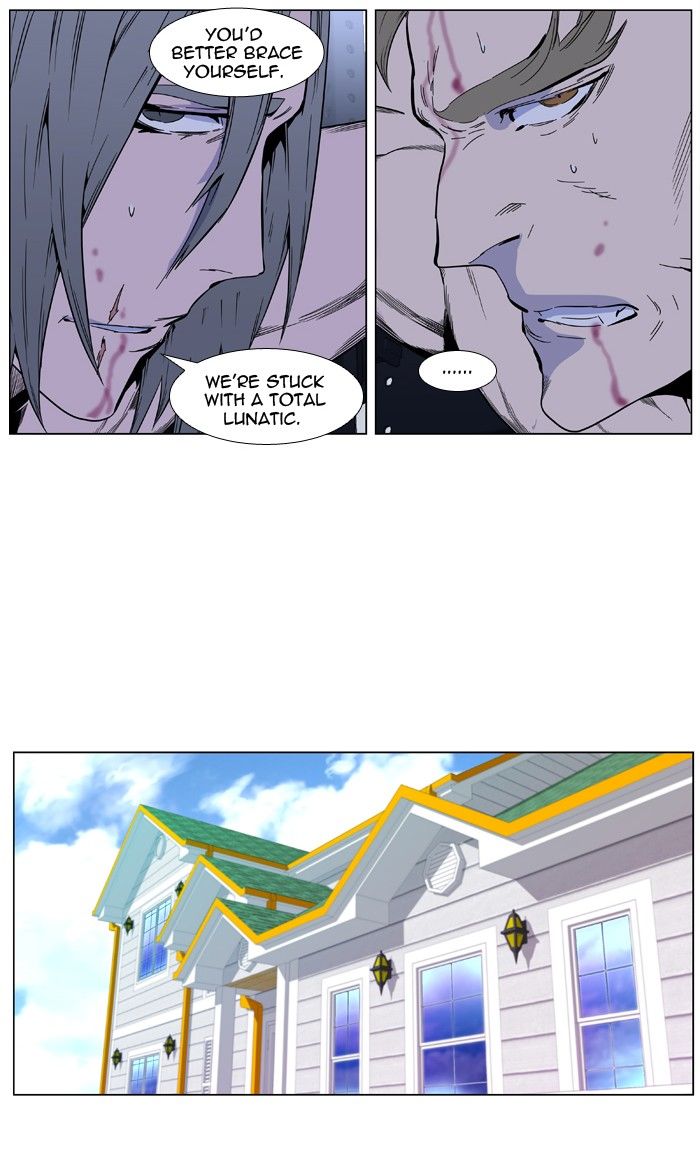 YOU'D
BETTER BRACE
YOURSELF.
WE'RE STUCK
WITH A TOTAL
LUNATIC.
......